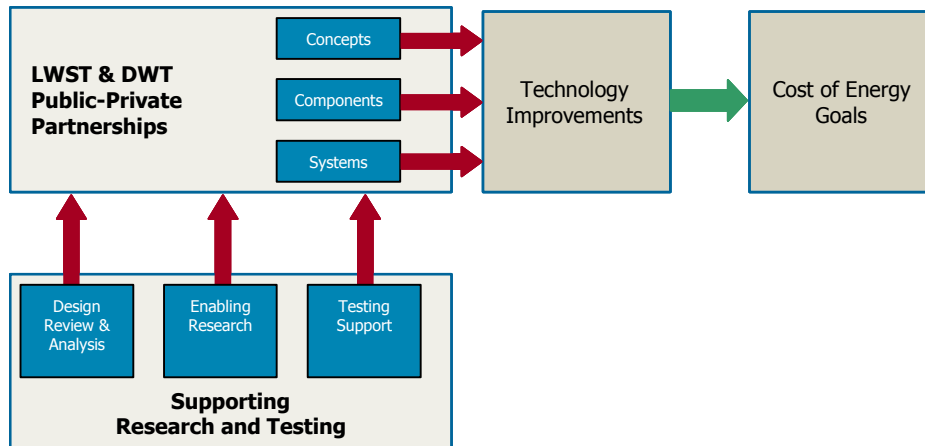 LWST & DWT
Public-Private
Partnerships
Concepts
Components
Systems
Technology
Improvements
Cost of Energy
Goals
Design
Review &
Analysis
Enabling
Research
Testing
Support
Supporting
Research and Testing